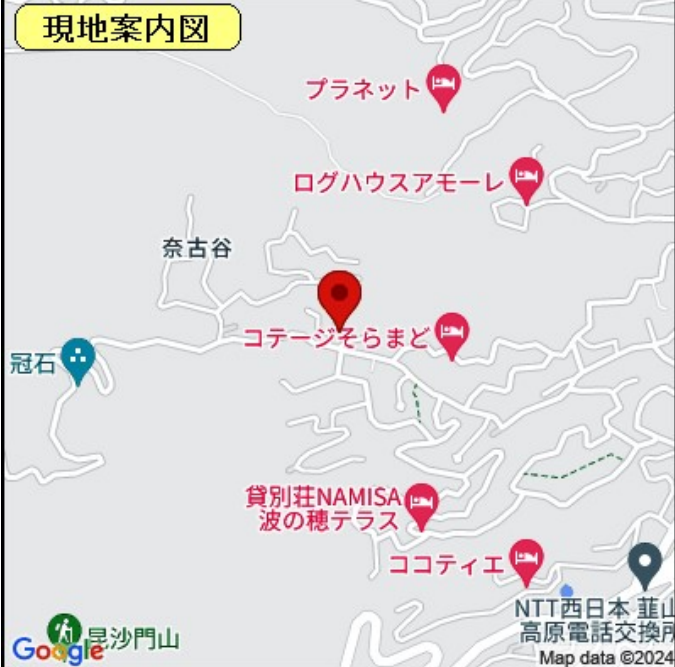 現地案内図
プラネット
ログハウスアモーレ
奈古谷
コテージそらまど
冠石
貸別荘NAMISA
波の穂テラス
ココティエ
NTT西日本 韮山
高原電話交換所
毘沙門山
Google
Map data ©2024